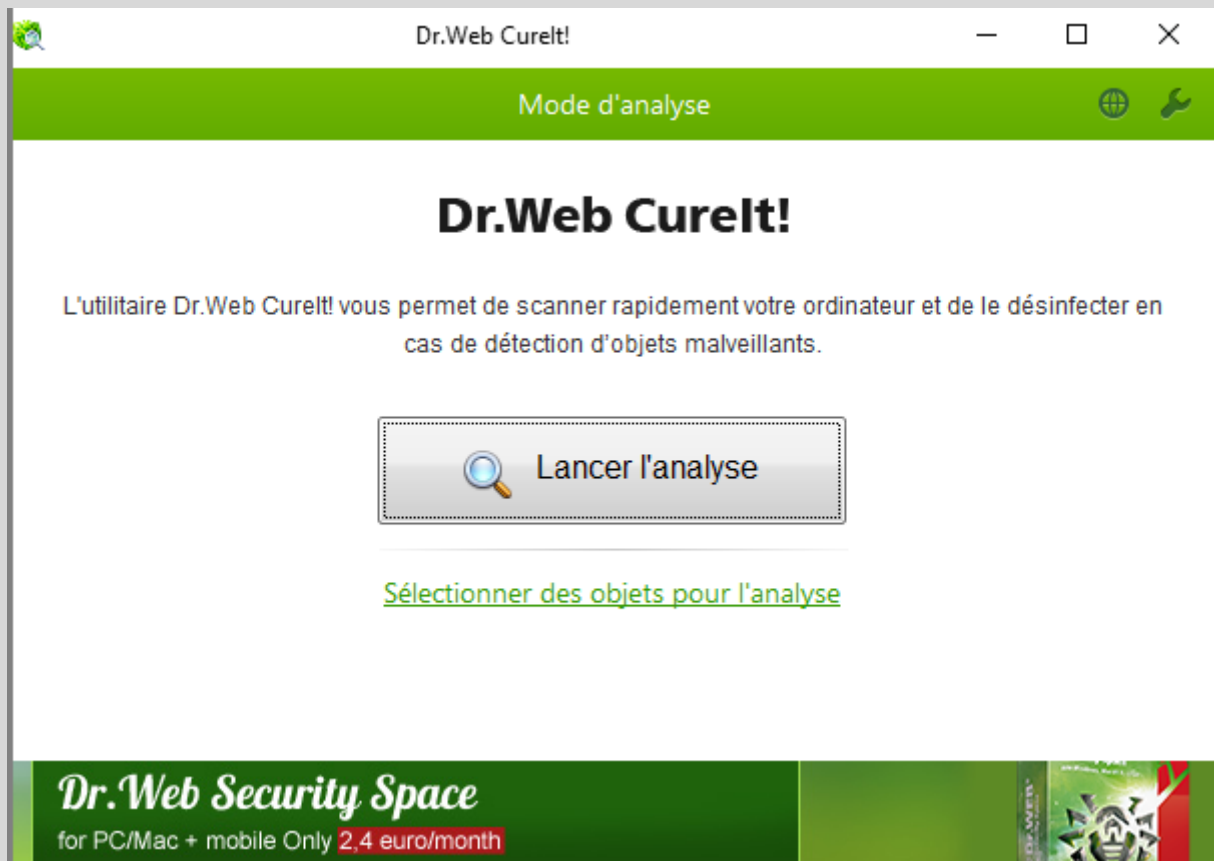 Dr.Web CureIt!
Mode d'analyse
Dr.Web CureIt!
L'utilitaire Dr.Web CureIt! vous permet de scanner rapidement votre ordinateur et de le désinfecter en
cas de détection d'objets malveillants.
Lancer l'analyse
Sélectionner des objets pour l'analyse
Dr.Web Security Space
for PC/Mac + mobile Only 2,4 euro/month
Dr.WEB